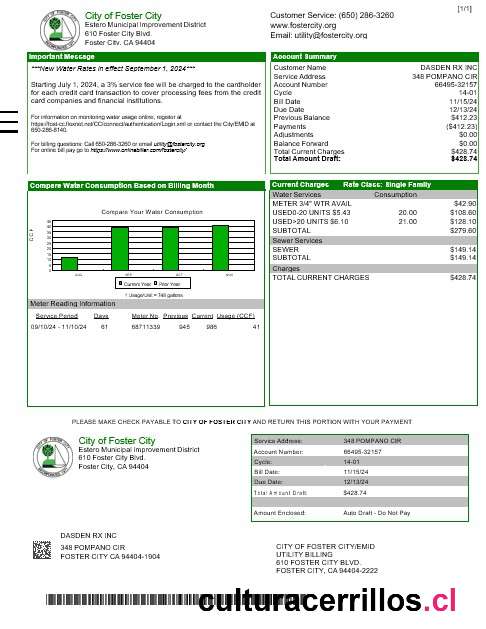 [1/1]
City of Foster City
Estero Municipal Improvement District
610 Foster City Blvd.
Foster City, CA 94404
Customer Service: (650) 286-3260
www.fostercity.org
Email: utility@fostercity.org
Important Message
***New Water Rates in effect September 1, 2024***
Starting July 1, 2024, a 3% service fee will be charged to the cardholder
for each credit card transaction to cover processing fees from the credit
card companies and financial institutions.
For information on monitoring water usage online, register at
or contact the City/EMID at
650-286-8140.
For billing questions: Call 650-286-3260 or email utility@fostercity.org
For online bill pay go to https://www.onlinebiller.com/fostercity/
Account Summary
Customer Name DASDEN RX INC
Service Address 348 POMPANO CIR
Account Number 66495-32157
Cycle 14-01
Bill Date 11/15/24
Due Date 12/13/24
Previous Balance $412.23
Payments ($412.23)
Adjustments $0.00
Balance Forward $0.00
Total Current Charges $428.74
Total Amount Draft: $428.74
Compare Water Consumption Based on Billing Month
Compare Your Water Consumption
CCF
Current Year Prior Year
* Usage/Unit = 748 gallons
Meter Reading Information
Service Period Days Meter No Previous Current Usage (CCF)
09/10/24 - 11/10/24 61 68711339 945 986 41
Current Charges Rate Class: Single Family
Water Services Consumption
METER 3/4" WTR AVAIL $42.90
USED0-20 UNITS $5.43 20.00 $108.60
USED>20 UNITS $6.10 21.00 $128.10
SUBTOTAL $279.60
Sewer Services
SEWER $149.14
SUBTOTAL $149.14
Charges
TOTAL CURRENT CHARGES $428.74
PLEASE MAKE CHECK PAYABLE TO CITY OF FOSTER CITY AND RETURN THIS PORTION WITH YOUR PAYMENT
City of Foster City
Estero Municipal Improvement District
610 Foster City Blvd.
Foster City, CA 94404
Service Address: 348 POMPANO CIR
Account Number: 66495-32157
Cycle: 14-01
Bill Date: 11/15/24
Due Date: 12/13/24
Total Amount Draft: $428.74
Amount Enclosed: Auto Draft - Do Not Pay
DASDEN RX INC
348 POMPANO CIR
FOSTER CITY CA 94404-1904
CITY OF FOSTER CITY/EMID
UTILITY BILLING
610 FOSTER CITY BLVD.
FOSTER CITY, CA 94404-2222
culturacerrillos.cl